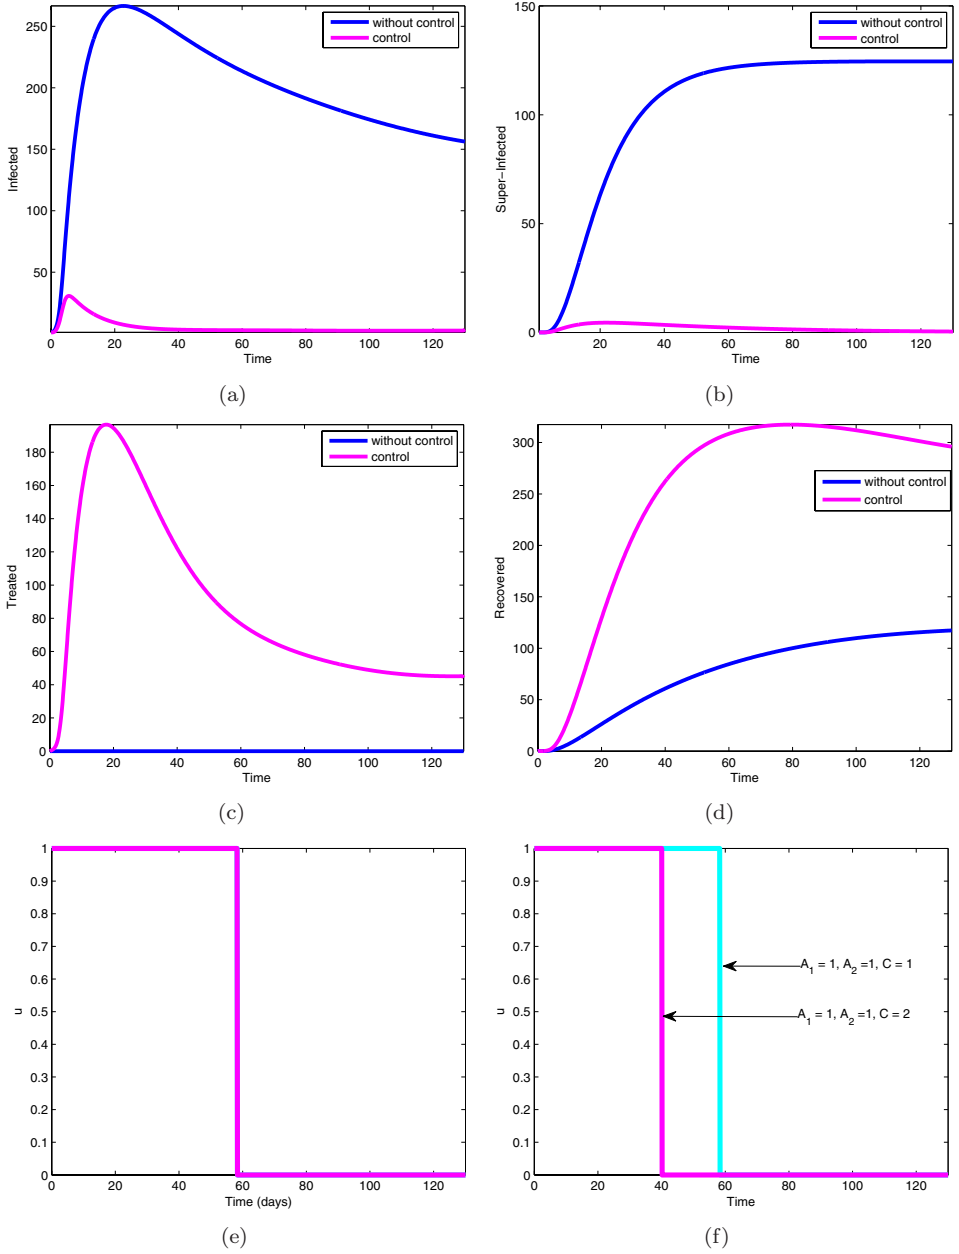 250
200
150
100
50
Infected
0 20 40 60 80 100 120
Time
without control
control
(a)
150
100
50
0
Super-Infected
20 40 60 80 100 120
Time
without control
control
(b)
180
160
140
120
100
80
60
40
20
0
Treated
0 20 40 60 80 100 120
Time
without control
control
(c)
300
250
200
150
100
50
0
Recovered
0 20 40 60 80 100 120
Time
without control
control
(d)
1
0.9
0.8
0.7
0.6
0.5
0.4
0.3
0.2
0.1
0
u
0 20 40 60 80 100 120
Time (days)
(e)
1
0.9
0.8
0.7
0.6
0.5
0.4
0.3
0.2
0.1
0
u
0 20 40 60 80 100 120
Time
A1 = 1, A2 =1, C = 1
A1 = 1, A2 =1, C = 2
(f)